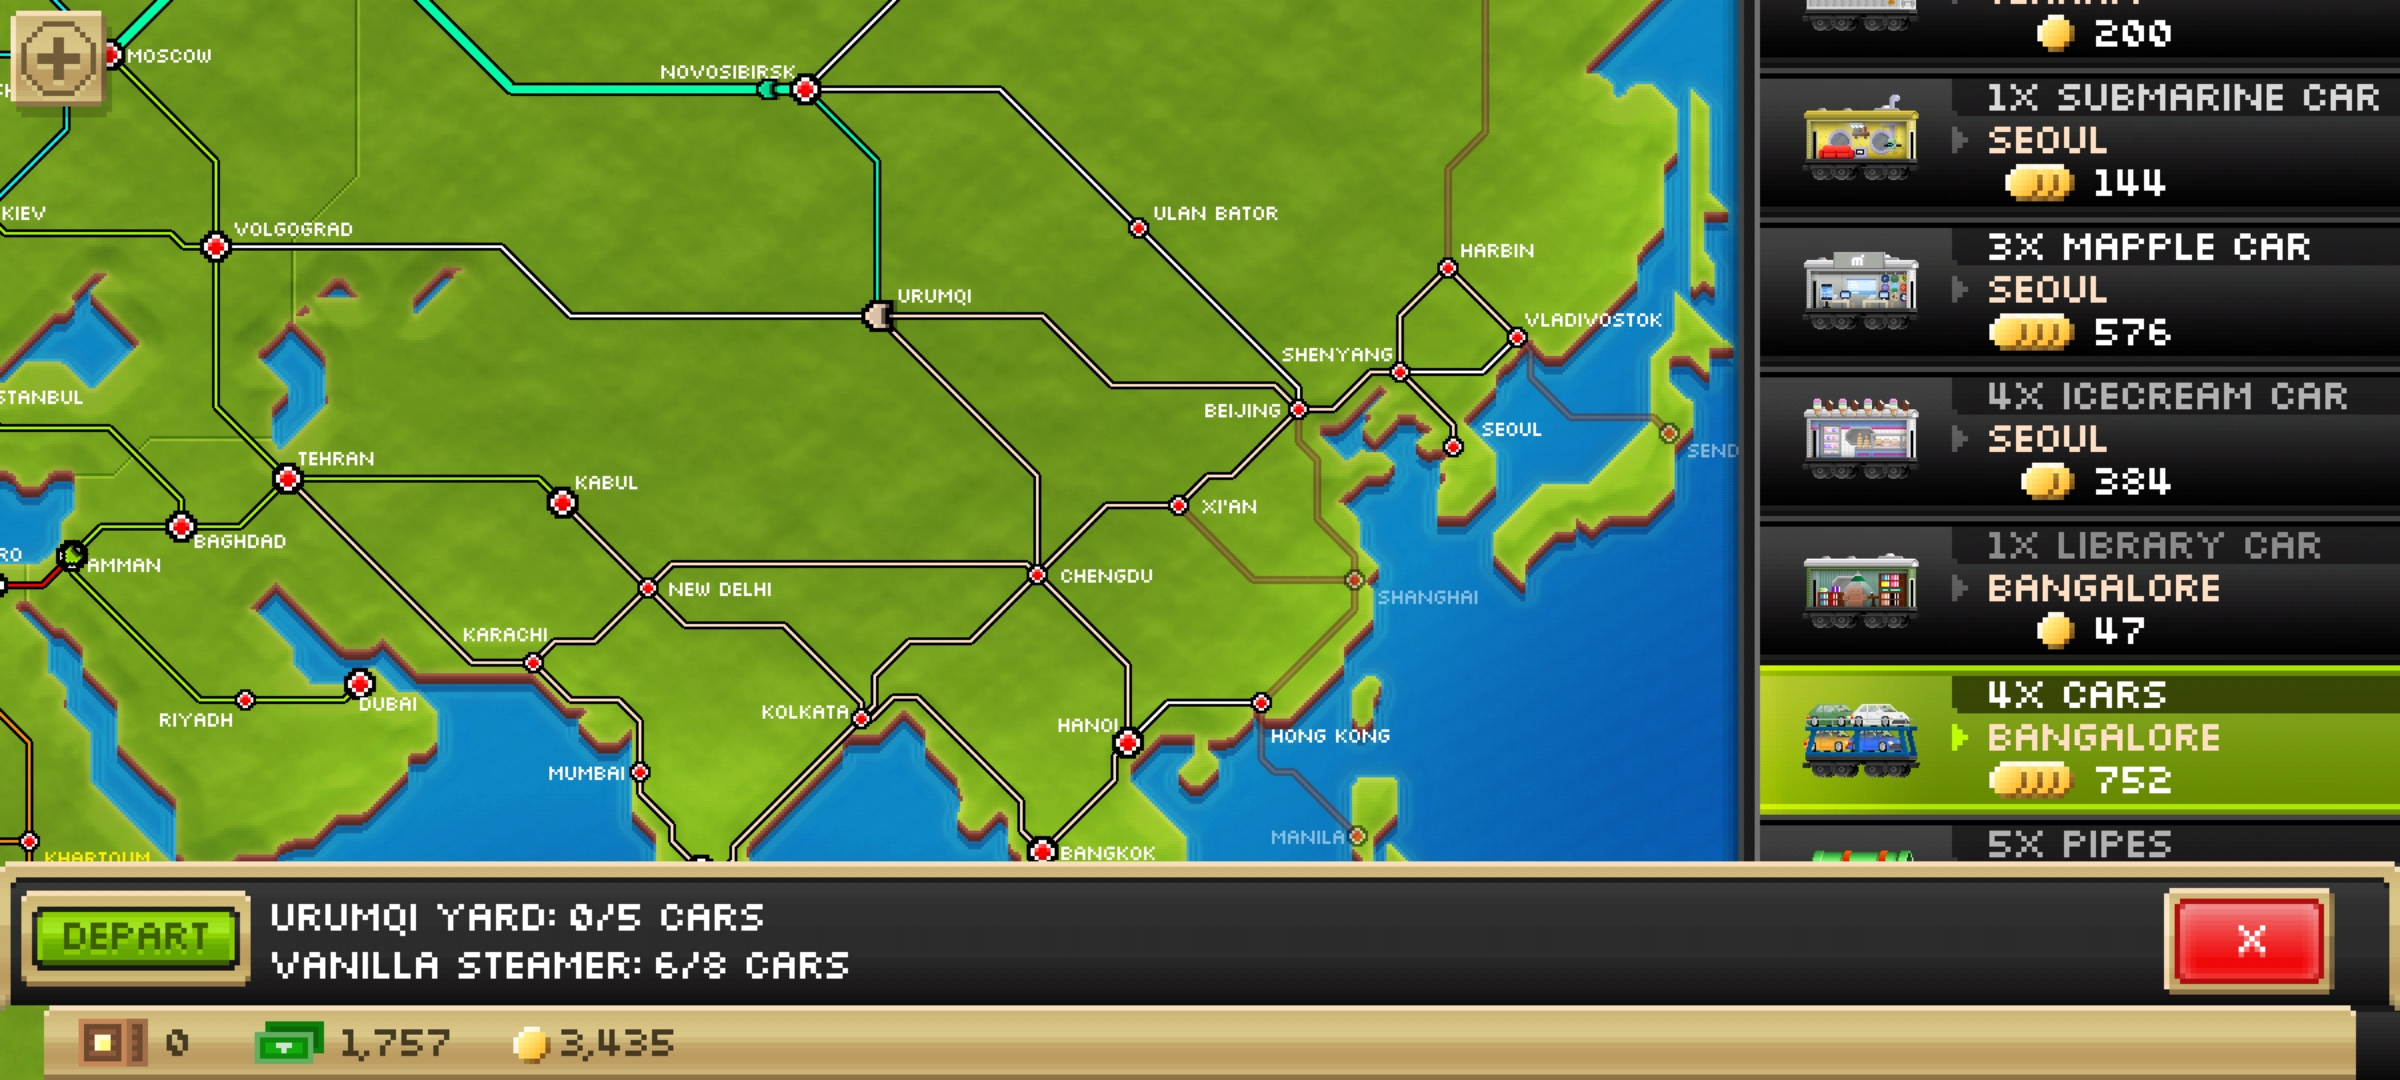 MOSCOW
NOVOSIBIRSK
KIEV
VOLGOGRAD
ULAN BATOR
HARBIN
URUMQI
VLADIVOSTOK
SHENYANG
STANBUL
BEIJING
SEOUL
SEND
TEHRAN
KABUL
XI'AN
BAGHDAD
RO
AMMAN
CHENGDU
NEW DELHI
SHANGHAI
KARACHI
DUBAI
RIYADH
KOLKATA
HANOI
HONG KONG
MUMBAI
MANILA
BANGKOK
KHARTOUM
200
1X SUBMARINE CAR
SEOUL
144
3X MAPPLE CAR
SEOUL
576
4X ICECREAM CAR
SEOUL
384
1X LIBRARY CAR
BANGALORE
47
4X CARS
BANGALORE
752
5X PIPES
DEPART
URUMQI YARD: 0/5 CARS
VANILLA STEAMER: 6/8 CARS
X
0
1,757
3,435